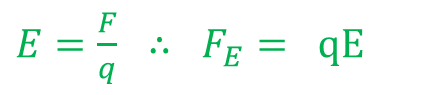 E = F/q ∴ F_E = qE